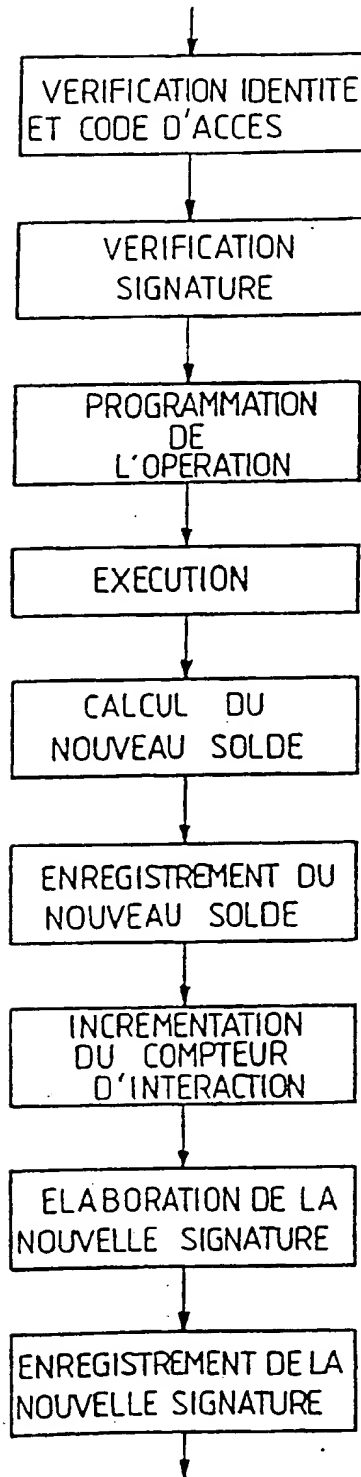 VERIFICATION IDENTITE
ET CODE D'ACCES
VERIFICATION
SIGNATURE
PROGRAMMATION
DE
L'OPERATION
EXECUTION
CALCUL DU
NOUVEAU SOLDE
ENREGISTREMENT DU
NOUVEAU SOLDE
INCREMENTATION
DU COMPTEUR
D'INTERACTION
ELABORATION DE LA
NOUVELLE SIGNATURE
ENREGISTREMENT DE LA
NOUVELLE SIGNATURE